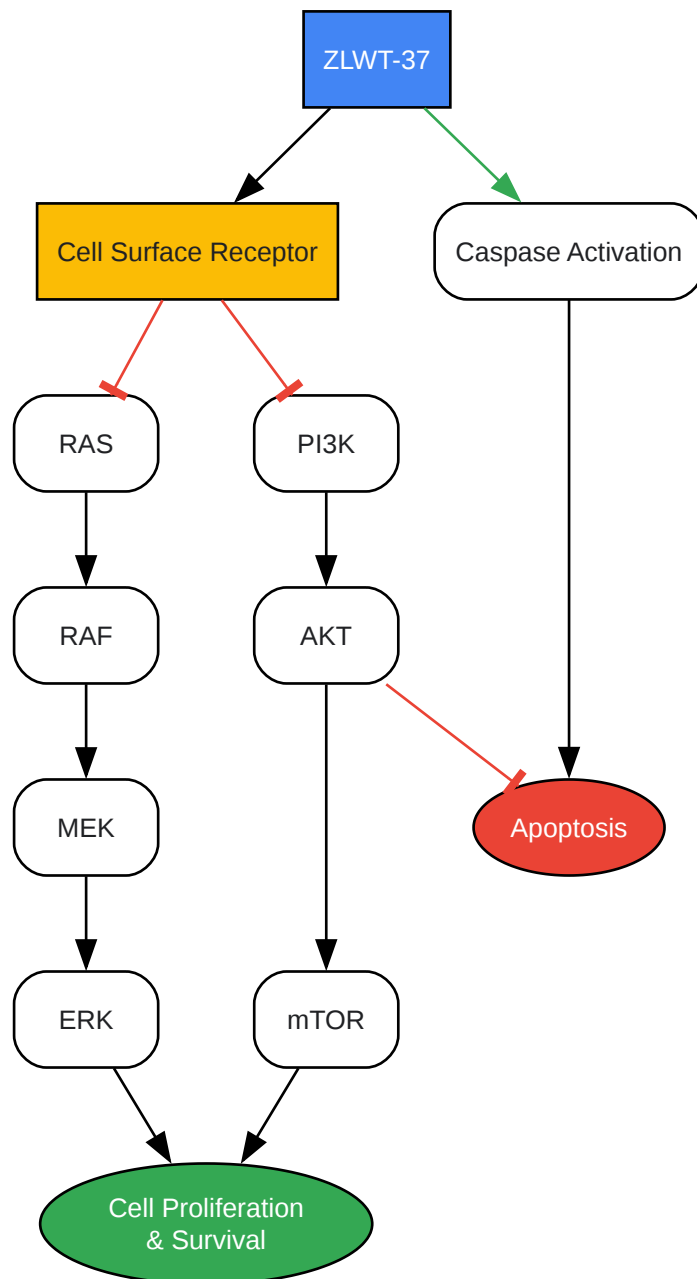 ZLWT-37
Cell Surface Receptor
Caspase Activation
RAS
PI3K
RAF
AKT
MEK
Apoptosis
ERK
mTOR
Cell Proliferation
& Survival